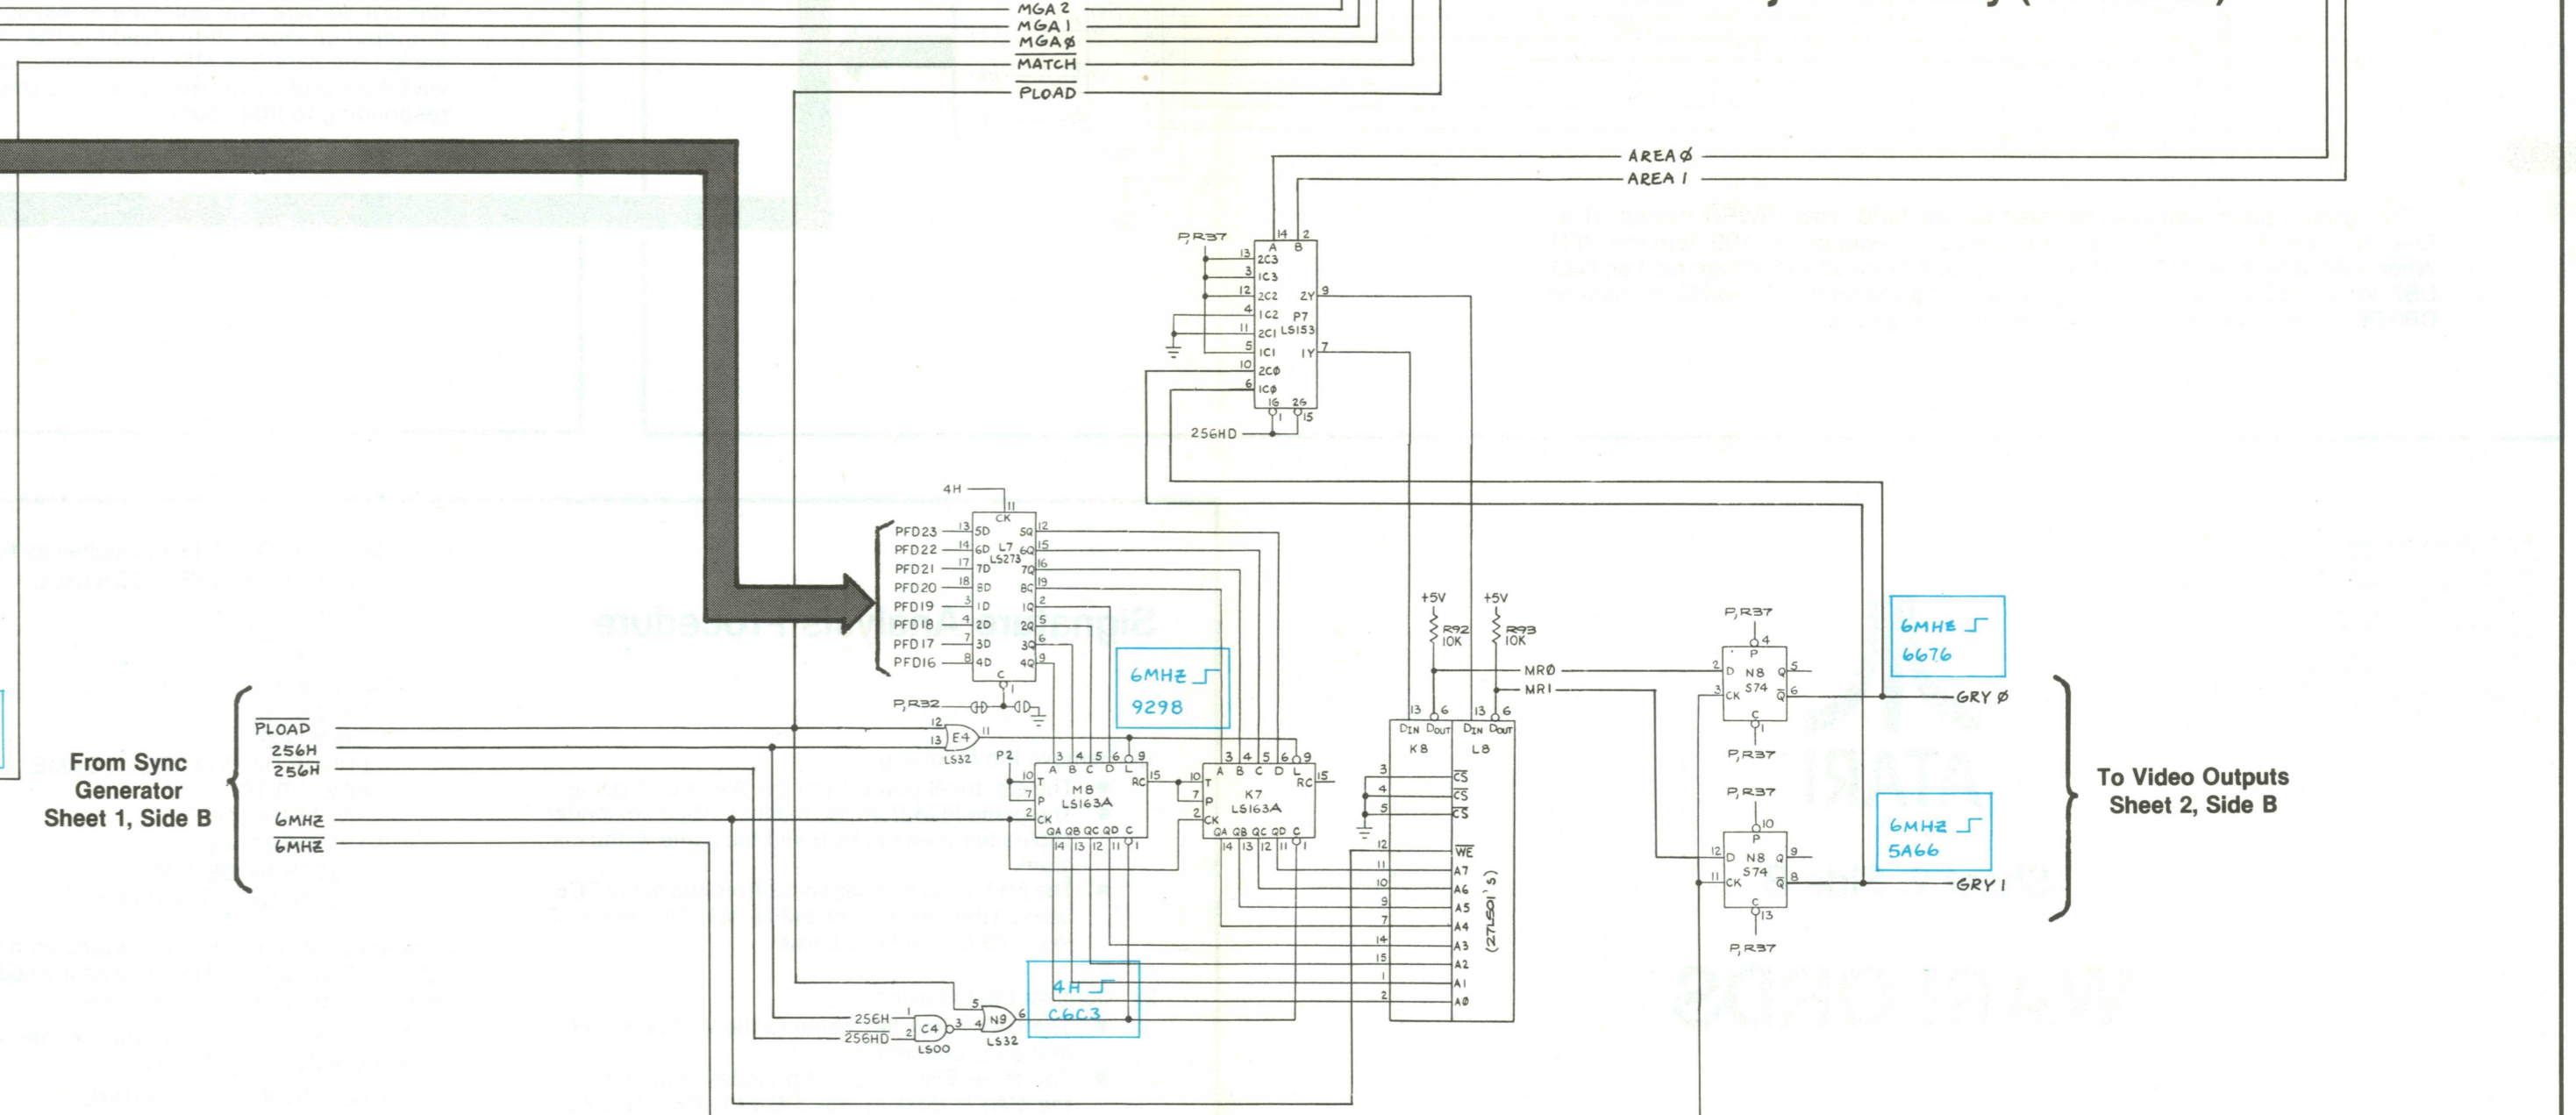 MGA2
MGA1
MGAØ
MATCH
PLOAD
AREAØ
AREA 1
P,R37
14 2
A B
13 2C3
3 1C3
12 2C2
4 1C2
11 2C1
5 1C1
10 2CØ
6 1CØ
2Y 9
P7
LS153
1Y 7
1G 2G
1 15
256HD
4H
11
CK
PFD23 13 5D 5Q 12
PFD22 14 6D L7 6Q 15
LS273
PFD21 17 7D 7Q 16
PFD20 18 8D 8Q 19
PFD19 3 1D 1Q 2
PFD18 4 2D 2Q 5
PFD17 7 3D 3Q 6
PFD16 8 4D 4Q 9
C
1
P,R32
6MHZ
9298
From Sync
Generator
Sheet 1, Side B
PLOAD
256H
256H
6MHZ
6MHZ
12
13 E4 11
LS32
P2
3 4 5 6 9
A B C D L
10 T RC 15
7 P M8
LS163A
2 CK
QA QB QC QD C
14 13 12 11 1
3 4 5 6 9
A B C D L
10 T RC 15
7 P K7
LS163A
2 CK
QA QB QC QD C
14 13 12 11 1
4H
C6C3
256H 1
256HD 2 C4 3
LS00
5
4 N9 6
LS32
+5V +5V
R92
10K
R93
10K
MRØ
MR1
13 6 13 6
DIN DOUT DIN DOUT
K8 L8
3 CS
4 CS
5 CS
12 WE
11 A7
10 A6
9 A5
7 A4
14 A3
15 A2
1 A1
2 AØ
(27LS01's)
P,R37
4
P
2 D N8 Q 5
S74
3 CK Q 6
C
1
P,R37
6MHZ
6676
GRY Ø
P,R37
10
P
12 D N8 Q 9
S74
11 CK Q 8
C
13
P,R37
6MHZ
5A66
GRY 1
To Video Outputs
Sheet 2, Side B